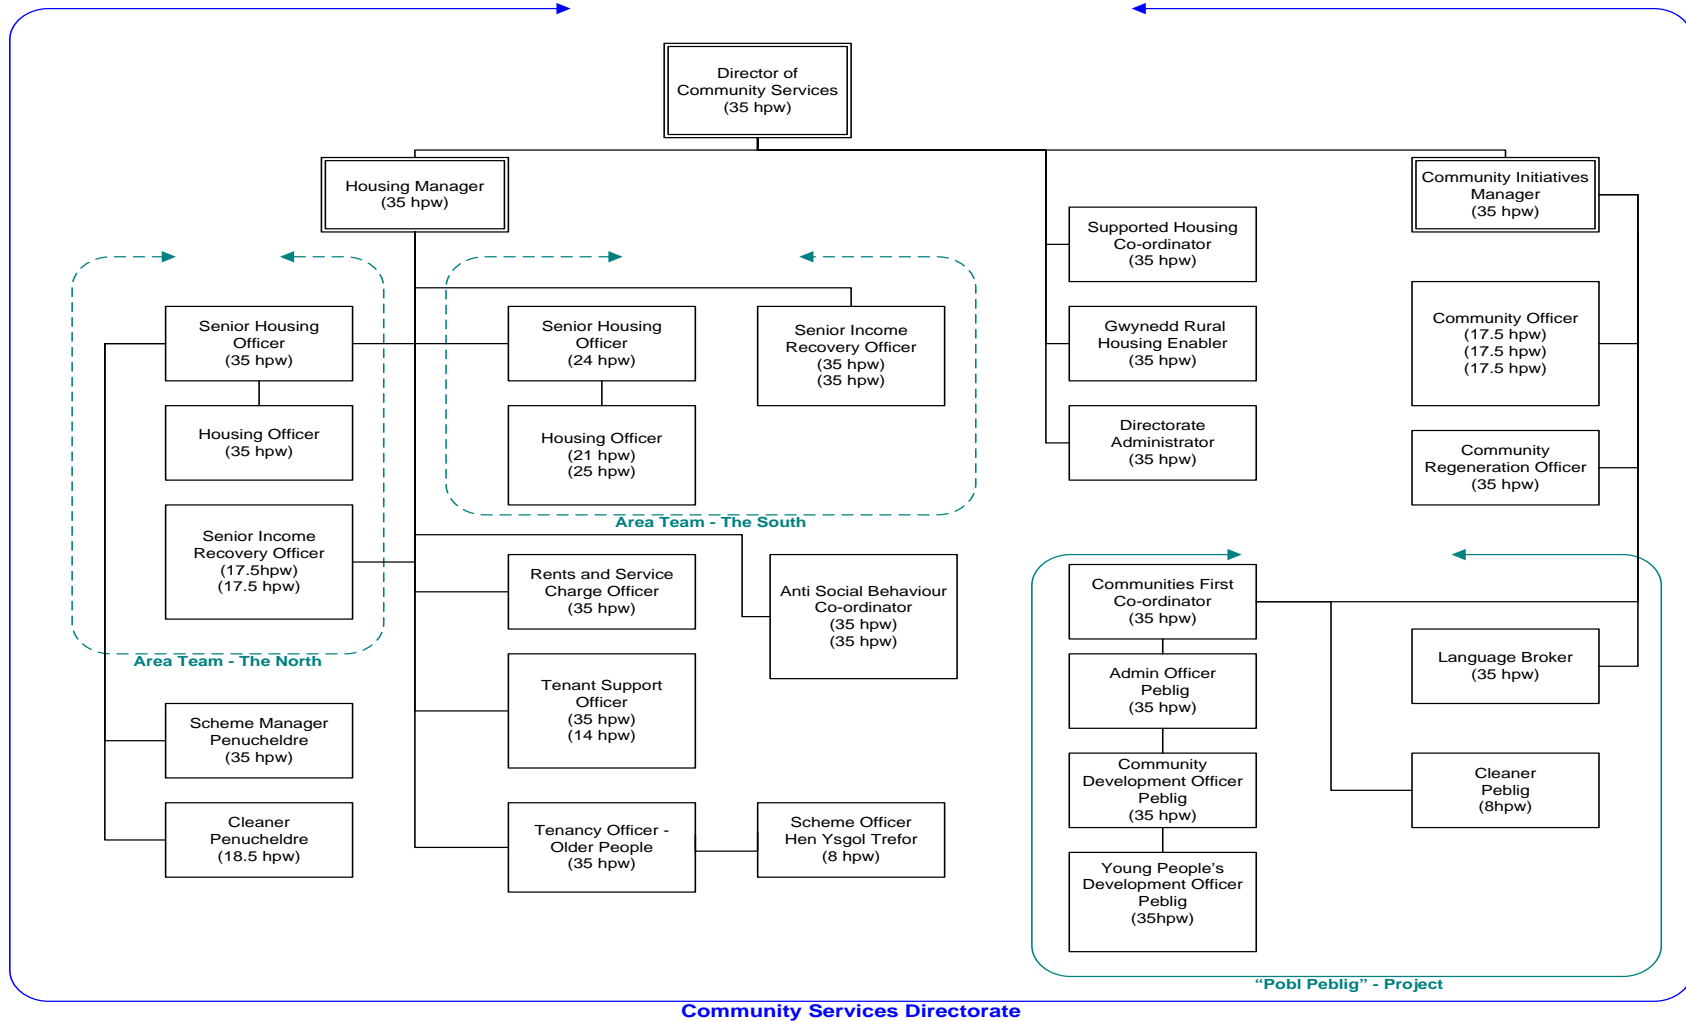 Director of
Community Services
(35 hpw)
Housing Manager
(35 hpw)
Community Initiatives
Manager
(35 hpw)
Supported Housing
Co-ordinator
(35 hpw)
Senior Housing
Officer
(35 hpw)
Senior Housing
Officer
(24 hpw)
Senior Income
Recovery Officer
(35 hpw)
(35 hpw)
Gwynedd Rural
Housing Enabler
(35 hpw)
Community Officer
(17.5 hpw)
(17.5 hpw)
(17.5 hpw)
Housing Officer
(35 hpw)
Housing Officer
(21 hpw)
(25 hpw)
Directorate
Administrator
(35 hpw)
Community
Regeneration Officer
(35 hpw)
Area Team - The South
Senior Income
Recovery Officer
(17.5hpw)
(17.5 hpw)
Area Team - The North
Rents and Service
Charge Officer
(35 hpw)
Anti Social Behaviour
Co-ordinator
(35 hpw)
(35 hpw)
Communities First
Co-ordinator
(35 hpw)
Language Broker
(35 hpw)
Tenant Support
Officer
(35 hpw)
(14 hpw)
Admin Officer
Peblig
(35 hpw)
Scheme Manager
Penucheldre
(35 hpw)
Community
Development Officer
Peblig
(35 hpw)
Cleaner
Peblig
(8hpw)
Cleaner
Penucheldre
(18.5 hpw)
Tenancy Officer -
Older People
(35 hpw)
Scheme Officer
Hen Ysgol Trefor
(8 hpw)
Young People's
Development Officer
Peblig
(35hpw)
“Pobl Peblig” - Project
Community Services Directorate